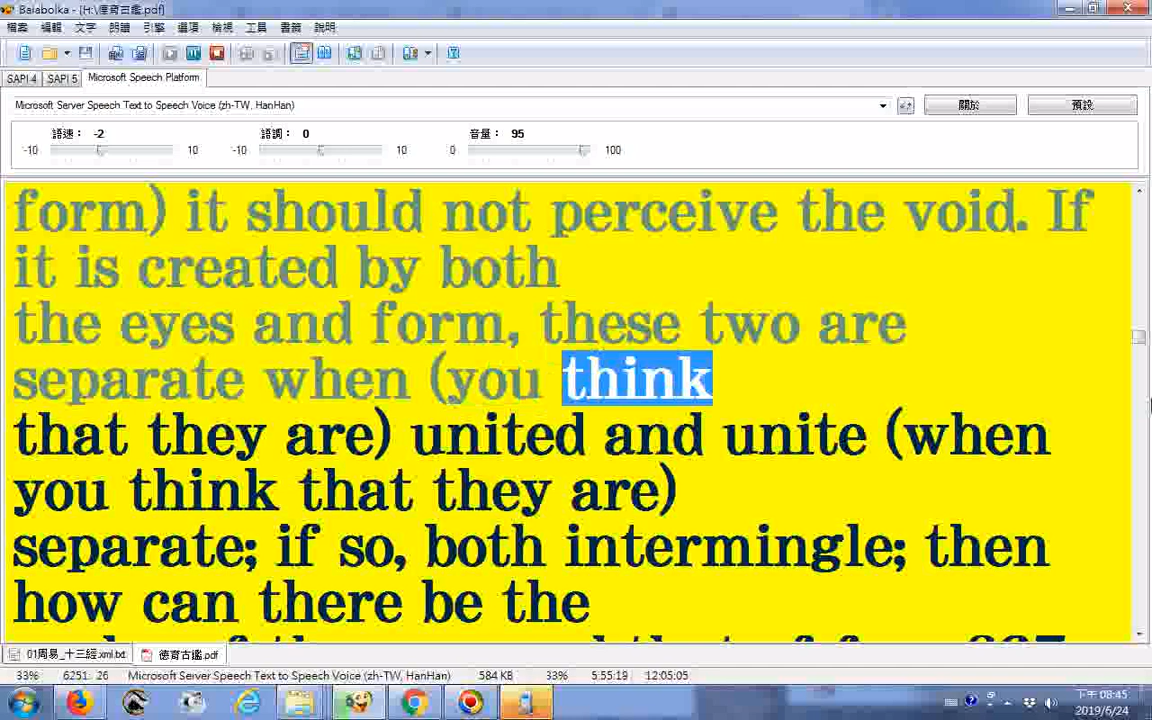 Balabolka - [H:\德育古鑑.pdf]
檔案 編輯 文字 朗讀 引擎 選項 檢視 工具 書籤 說明
SAPI 4 SAPI 5 Microsoft Speech Platform
Microsoft Server Speech Text to Speech Voice (zh-TW, HanHan) 關於 預設
語速： -2 語調： 0 音量： 95
-10 10 -10 10 0 100
form) it should not perceive the void. If
it is created by both
the eyes and form, these two are
separate when (you think
that they are) united and unite (when
you think that they are)
separate; if so, both intermingle; then
how can there be the
01周易_十三經.xml.txt 德育古鑑.pdf
33% 6251: 26 Microsoft Server Speech Text to Speech Voice (zh-TW, HanHan) 584 KB 33% 5:55:19 12:05:05
下午 08:45
2019/6/24